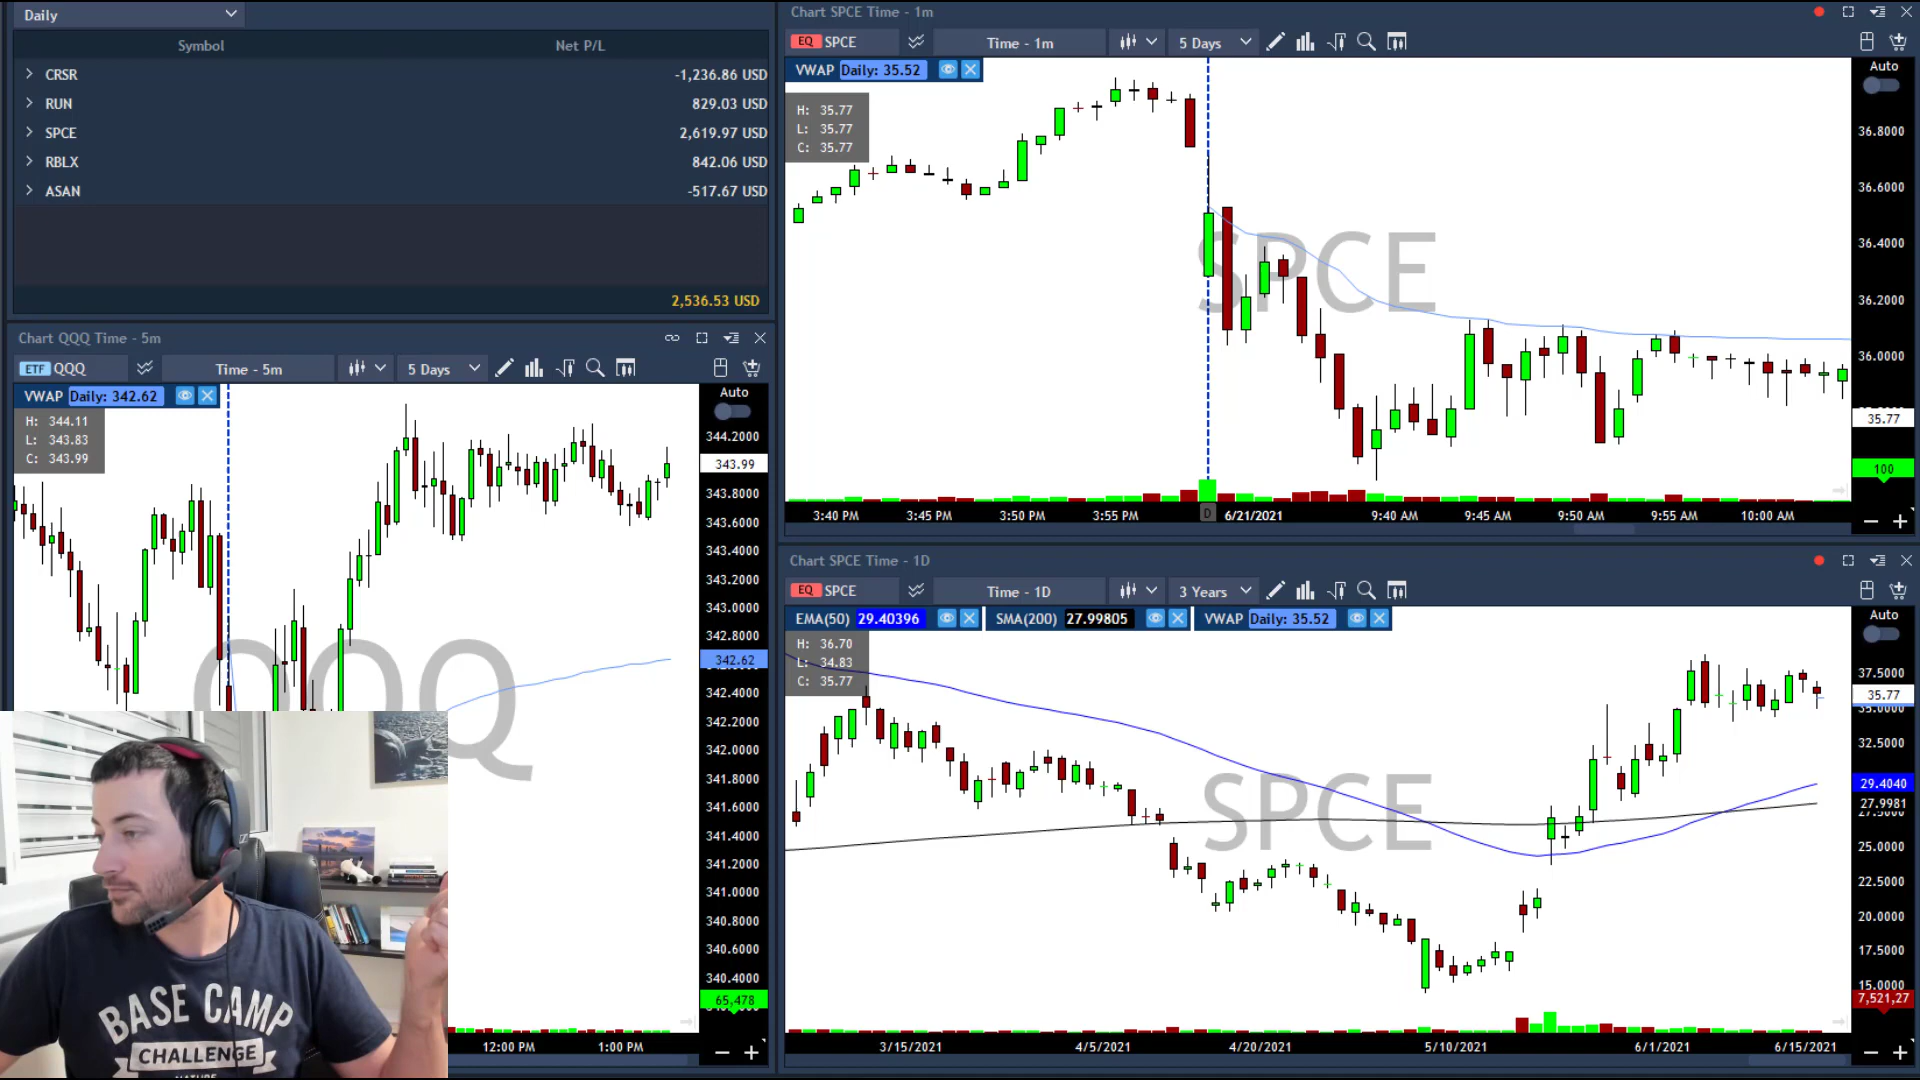 Daily
Symbol Net P/L
CRSR -1,236.86 USD
RUN 829.03 USD
SPCE 2,619.97 USD
RBLX 842.06 USD
ASAN -517.67 USD
2,536.53 USD
Chart QQQ Time - 5m
ETF QQQ Time - 5m 5 Days
VWAP Daily: 342.62
Auto
H: 344.11
L: 343.83
C: 343.99
344.2000
343.99
343.8000
343.6000
343.4000
343.2000
343.0000
342.8000
342.62
342.4000
342.2000
342.0000
341.8000
341.6000
341.4000
341.2000
341.0000
340.8000
340.6000
340.4000
65,478
QQQ
12:00 PM 1:00 PM
BASE CAMP
CHALLENGE
Chart SPCE Time - 1m
EQ SPCE Time - 1m 5 Days
VWAP Daily: 35.52
Auto
H: 35.77
L: 35.77
C: 35.77
36.8000
36.6000
36.4000
36.2000
36.0000
35.77
100
SPCE
3:40 PM 3:45 PM 3:50 PM 3:55 PM D 6/21/2021 9:40 AM 9:45 AM 9:50 AM 9:55 AM 10:00 AM
Chart SPCE Time - 1D
EQ SPCE Time - 1D 3 Years
EMA(50) 29.40396 SMA(200) 27.99805 VWAP Daily: 35.52
Auto
H: 36.70
L: 34.83
C: 35.77
37.5000
35.77
35.0000
32.5000
29.4040
27.9981
27.5000
25.0000
22.5000
20.0000
17.5000
15.0000
7,521,27
SPCE
3/15/2021 4/5/2021 4/20/2021 5/10/2021 6/1/2021 6/15/2021